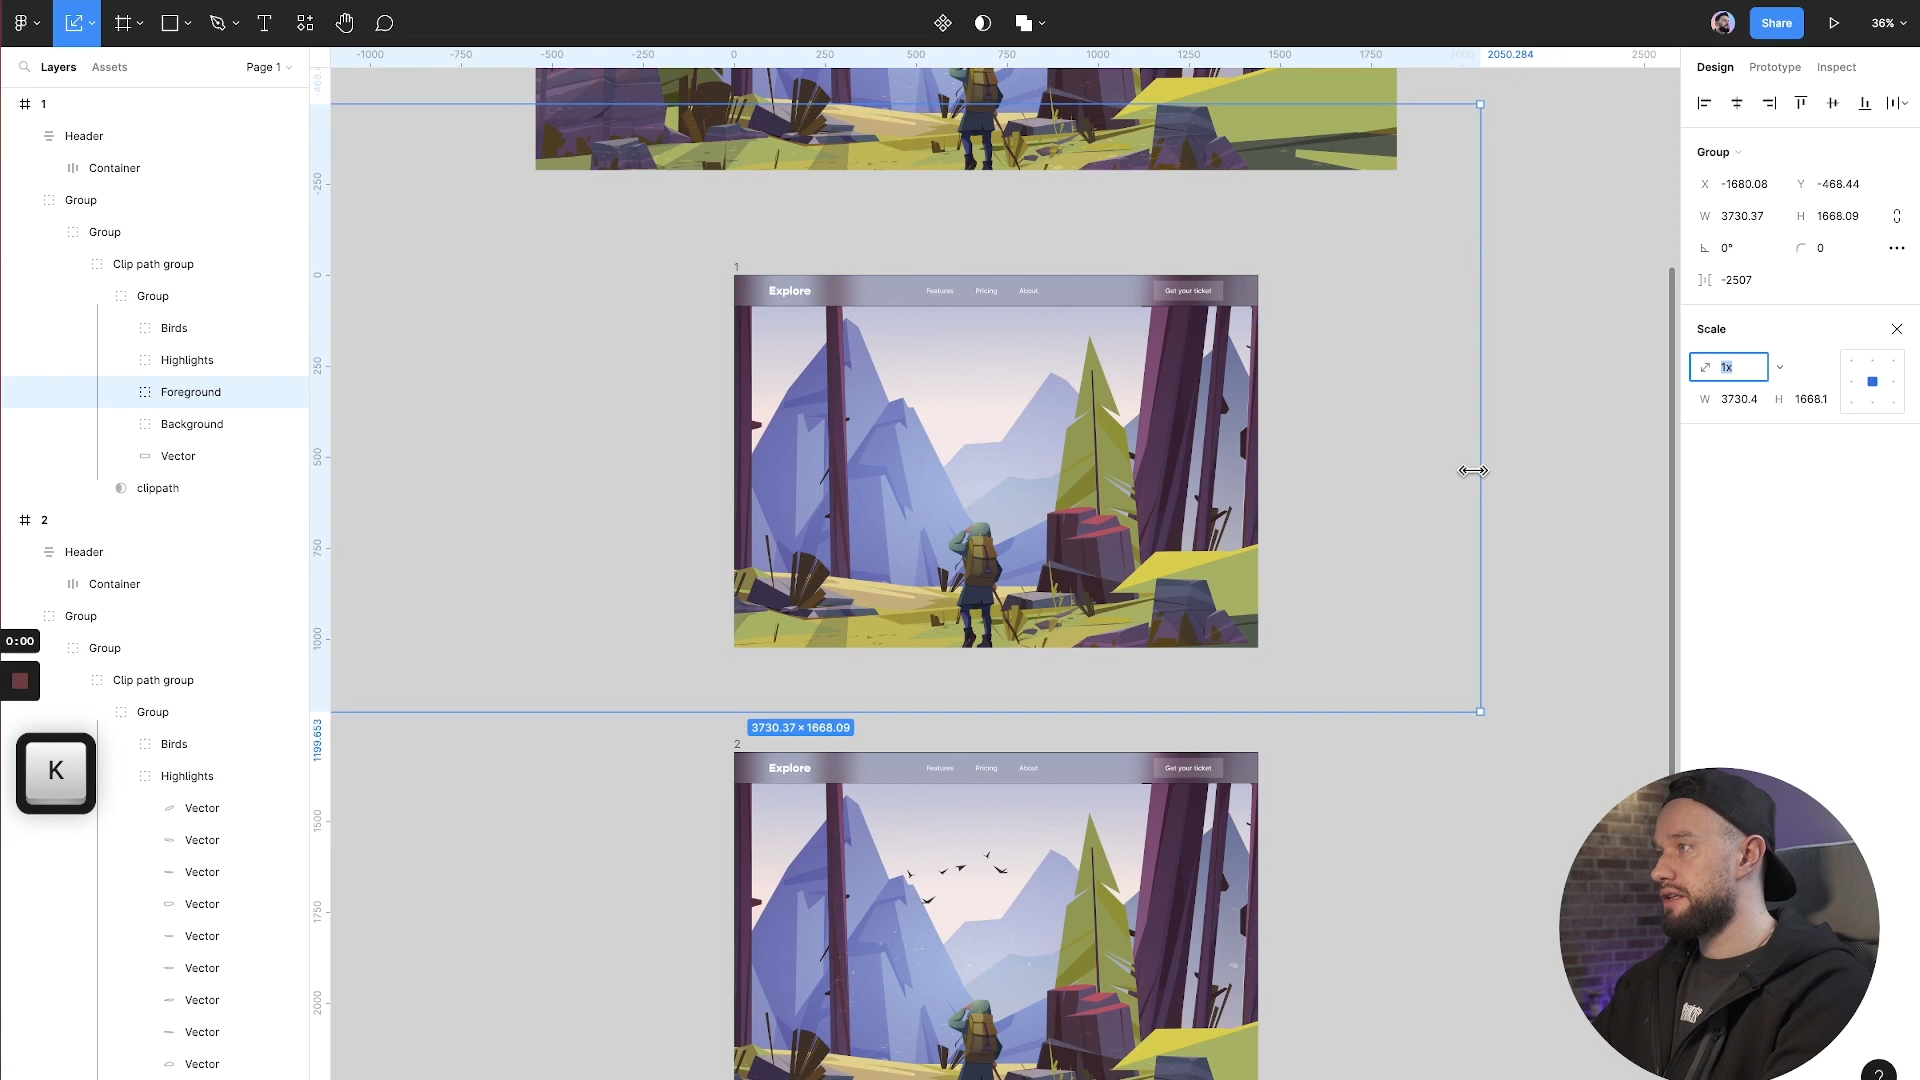 Share
36%
Layers
Assets
Page 1
-1000
-750
-500
-250
0
250
500
750
1000
1250
1500
1750
2000
2050.284
2500
Design
Prototype
Inspect
1
Header
Container
Group
Group
Clip path group
Group
Birds
Highlights
Foreground
Background
Vector
clippath
2
Header
Container
Group
Group
Clip path group
Group
Birds
Highlights
Vector
Vector
Vector
Vector
Vector
Vector
Vector
Vector
Vector
0:00
K
-250
0
250
500
750
1000
1199.653
1500
1750
2000
1
Explore
Features
Pricing
About
Get your ticket
3730.37 × 1668.09
2
Explore
Features
Pricing
About
Get your ticket
Group
X -1680.08 Y -468.44
W 3730.37 H 1668.09
0° 0
-2507
Scale
1x
W 3730.4 H 1668.1
?